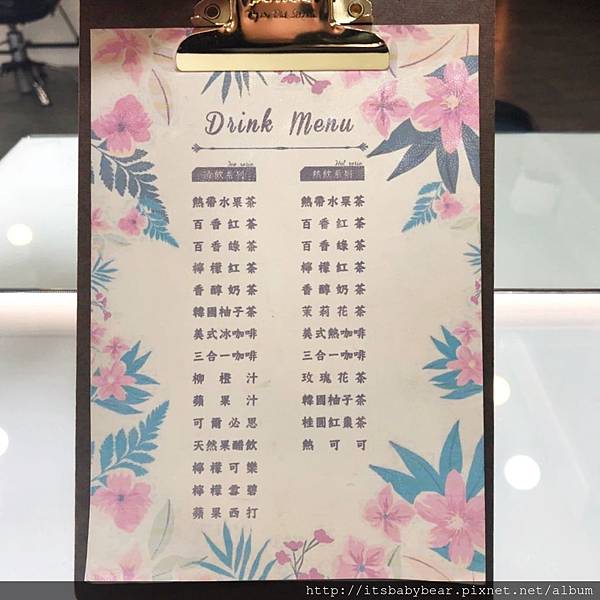 Drink Menu
Ice serie
冷飲系列
熱帶水果茶
百香紅茶
百香綠茶
檸檬紅茶
香醇奶茶
韓國柚子茶
美式冰咖啡
三合一咖啡
柳橙汁
蘋果汁
可爾必思
天然果醋飲
檸檬可樂
檸檬雪碧
蘋果西打
Hot serie
熱飲系列
熱帶水果茶
百香紅茶
百香綠茶
檸檬紅茶
香醇奶茶
茉莉花茶
美式熱咖啡
三合一咖啡
玫瑰花茶
韓國柚子茶
桂圓紅棗茶
熱可可
http://itsbabybear.pixnet.net/album